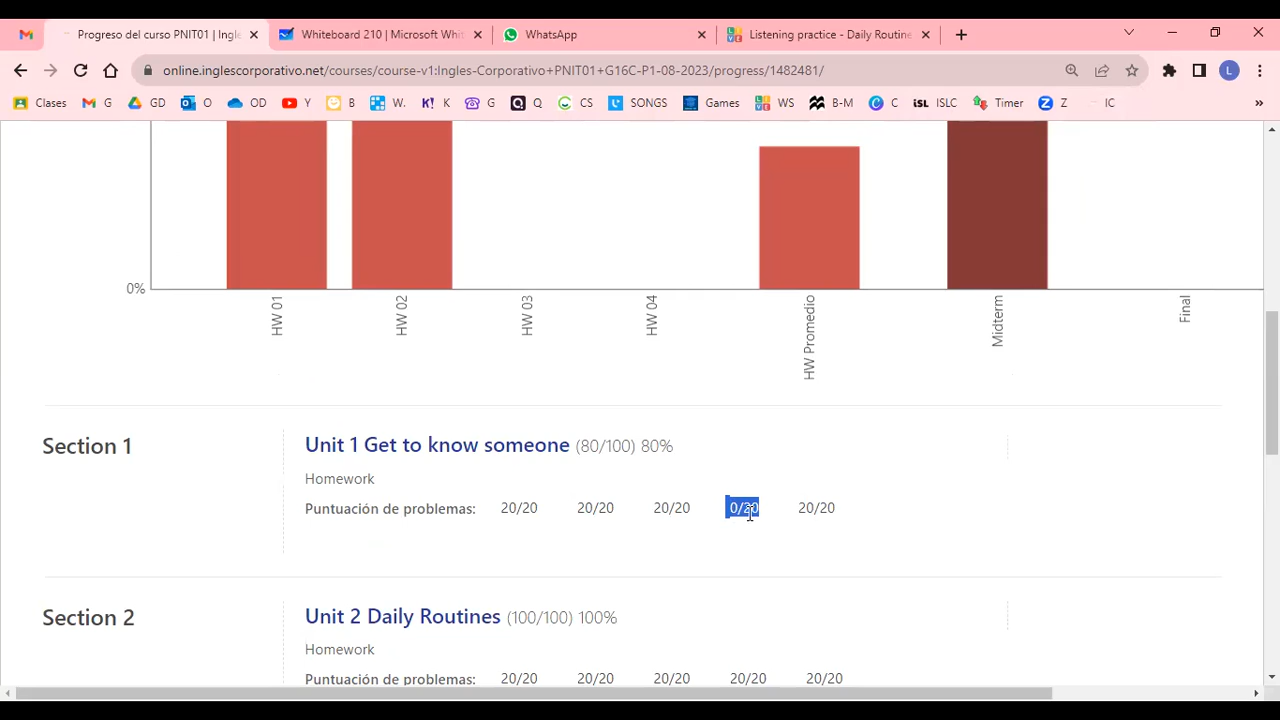 Progreso del curso PNIT01 | Ingle
Whiteboard 210 | Microsoft Whit
WhatsApp
Listening practice - Daily Routine
online.inglescorporativo.net/courses/course-v1:Ingles-Corporativo+PNIT01+G16C-P1-08-2023/progress/1482481/
L
Clases G GD O OD Y B W. K G Q CS SONGS Games WS B-M C ISLC Timer Z IC »
0%
HW 01
HW 02
HW 03
HW 04
HW Promedio
Midterm
Final
Section 1
Unit 1 Get to know someone (80/100) 80%
Homework
Puntuación de problemas: 20/20 20/20 20/20 0/20 20/20
Section 2
Unit 2 Daily Routines (100/100) 100%
Homework
Puntuación de problemas: 20/20 20/20 20/20 20/20 20/20